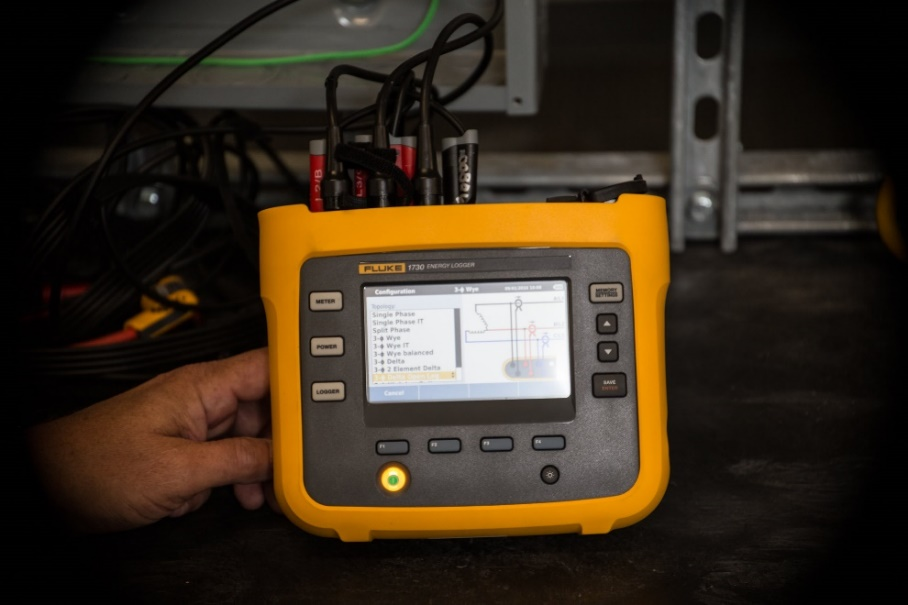 FLUKE 1730 ENERGY LOGGER
Configuration 3-ɸ Wye
Topology
Single Phase
Single Phase IT
Split Phase
3-ɸ Wye
3-ɸ Wye IT
3-ɸ Wye balanced
3-ɸ Delta
3-ɸ 2 Element Delta
Cancel
METER
POWER
LOGGER
MEMORY
SETTINGS
SAVE
ENTER
F1
F2
F3
F4